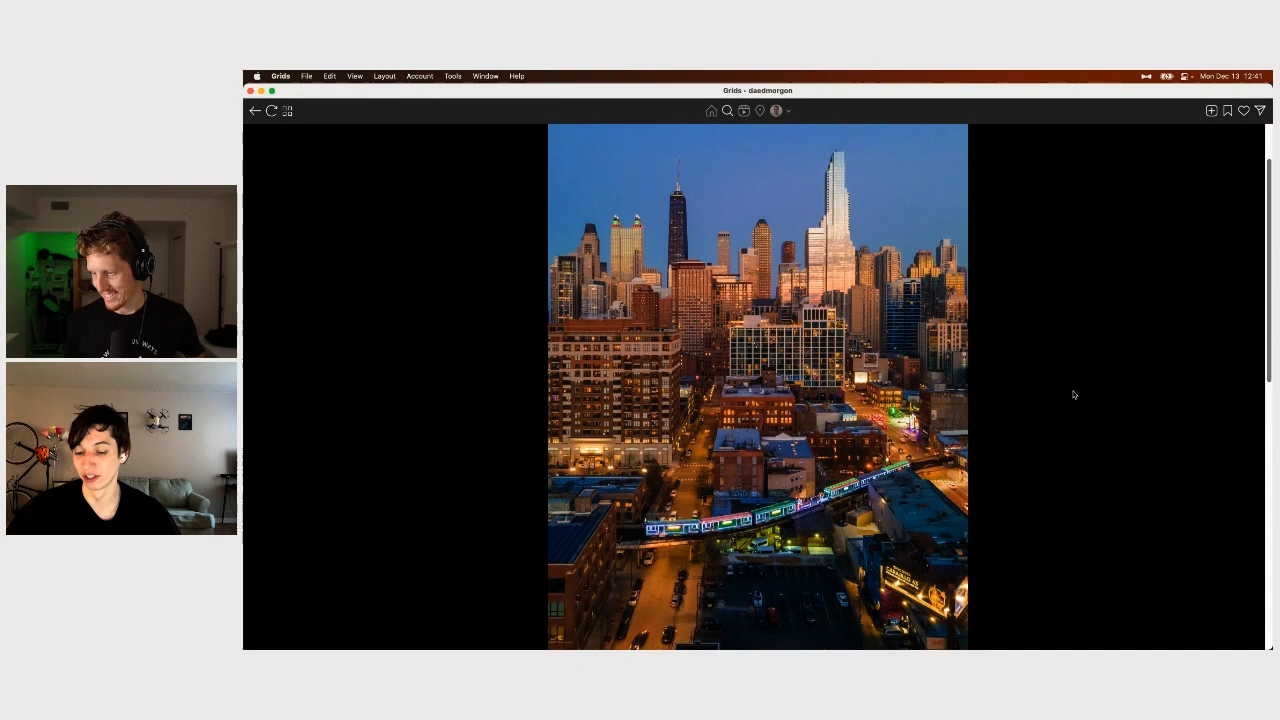 Grids File Edit View Layout Account Tools Window Help Mon Dec 13 12:41
Grids - daedmorgon